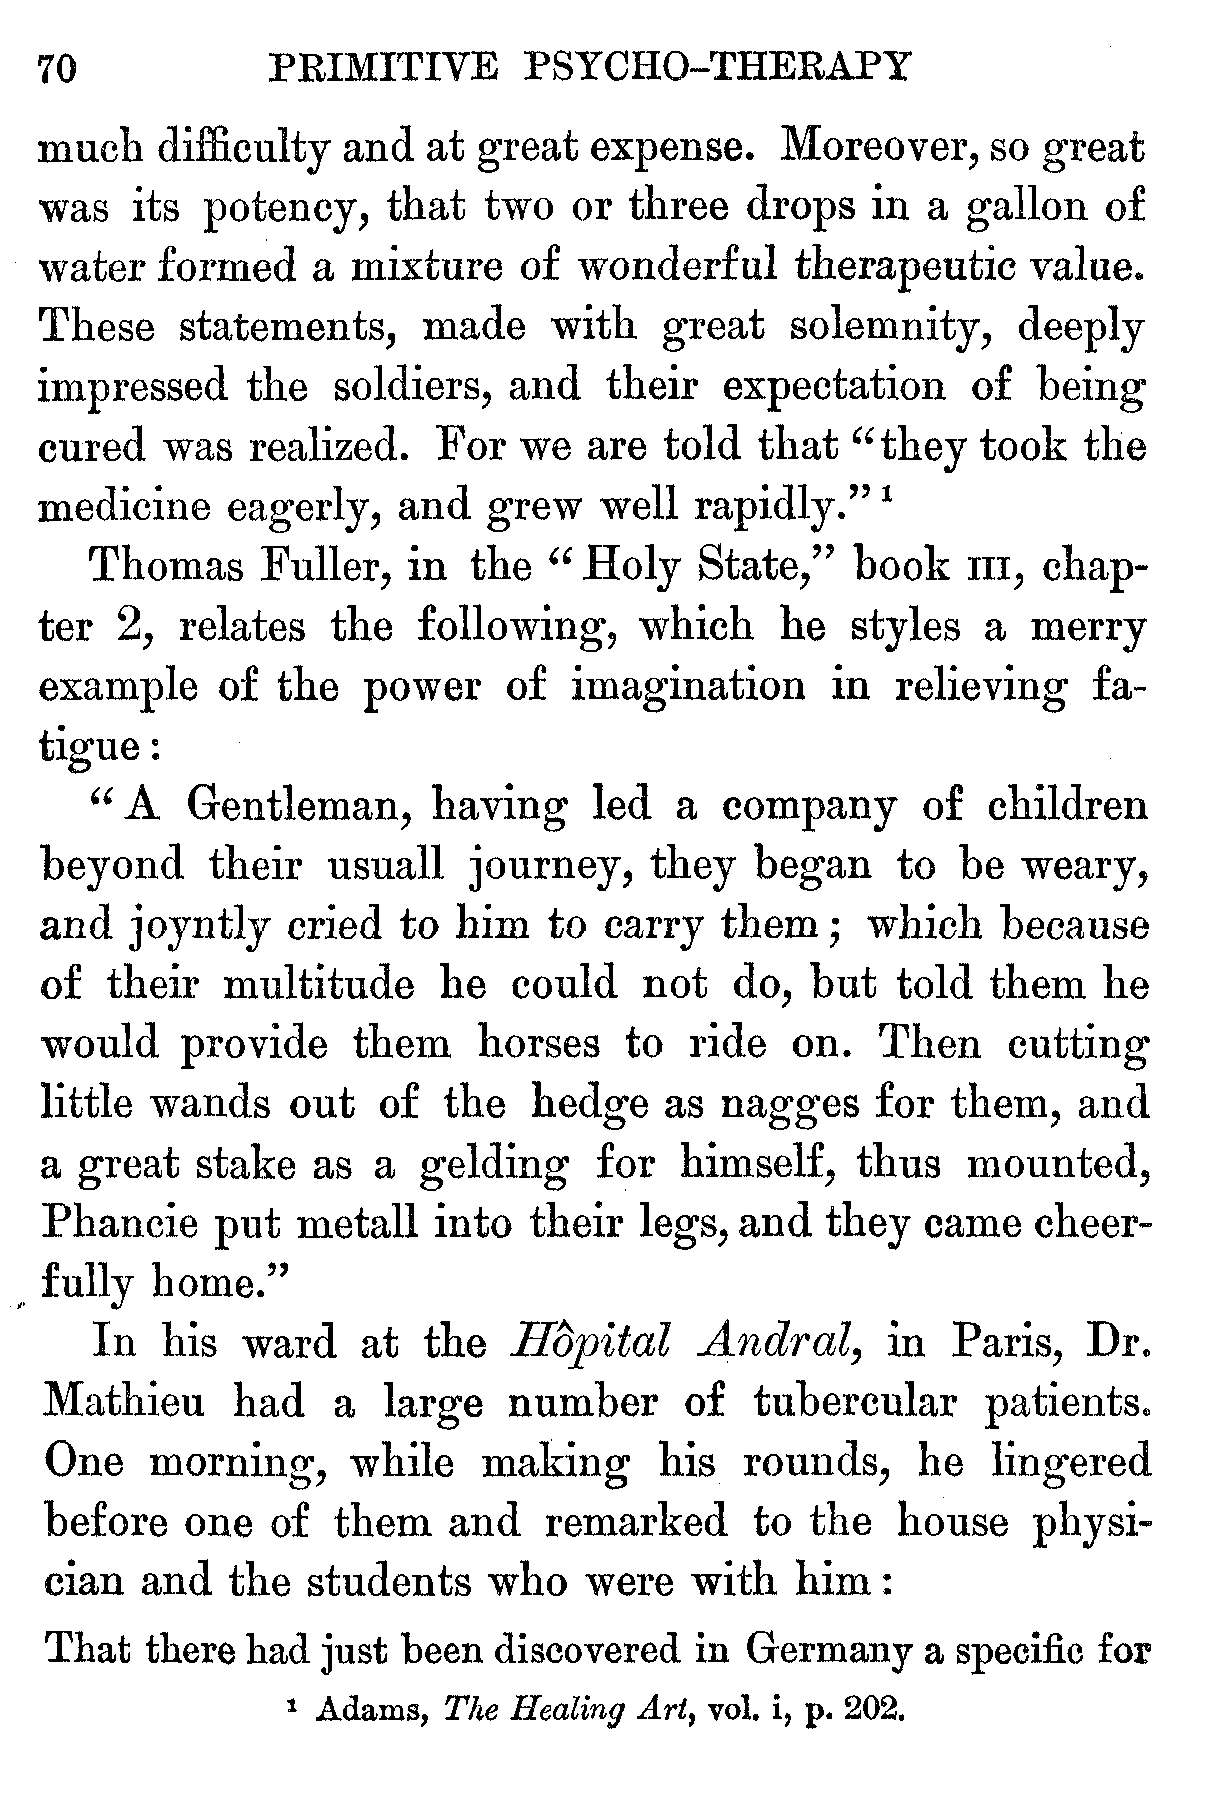 70 PRIMITIVE PSYCHO-THERAPY
much difficulty and at great expense. Moreover, so great
was its potency, that two or three drops in a gallon of
water formed a mixture of wonderful therapeutic value.
These statements, made with great solemnity, deeply
impressed the soldiers, and their expectation of being
cured was realized. For we are told that “they took the
medicine eagerly, and grew well rapidly.” ¹
Thomas Fuller, in the “ Holy State,” book III, chap-
ter 2, relates the following, which he styles a merry
example of the power of imagination in relieving fa-
tigue :
“ A Gentleman, having led a company of children
beyond their usuall journey, they began to be weary,
and joyntly cried to him to carry them ; which because
of their multitude he could not do, but told them he
would provide them horses to ride on. Then cutting
little wands out of the hedge as nagges for them, and
a great stake as a gelding for himself, thus mounted,
Phancie put metall into their legs, and they came cheer-
fully home.”
In his ward at the Hôpital Andral, in Paris, Dr.
Mathieu had a large number of tubercular patients.
One morning, while making his rounds, he lingered
before one of them and remarked to the house physi-
cian and the students who were with him :
That there had just been discovered in Germany a specific for
¹ Adams, The Healing Art, vol. i, p. 202.